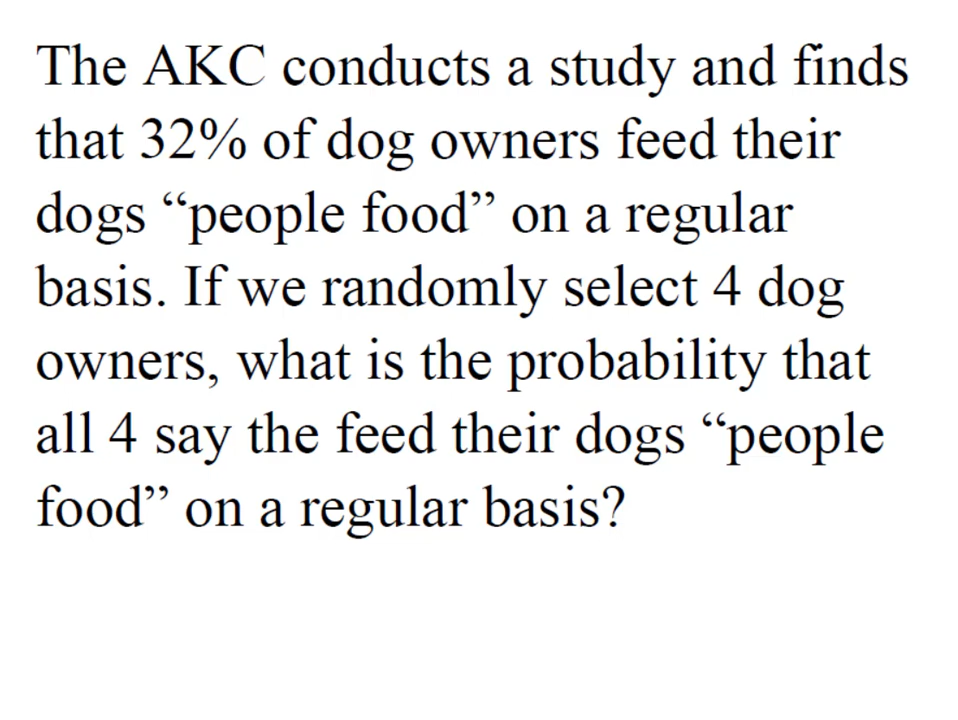 The AKC conducts a study and finds
that 32% of dog owners feed their
dogs “people food” on a regular
basis. If we randomly select 4 dog
owners, what is the probability that
all 4 say the feed their dogs “people
food” on a regular basis?